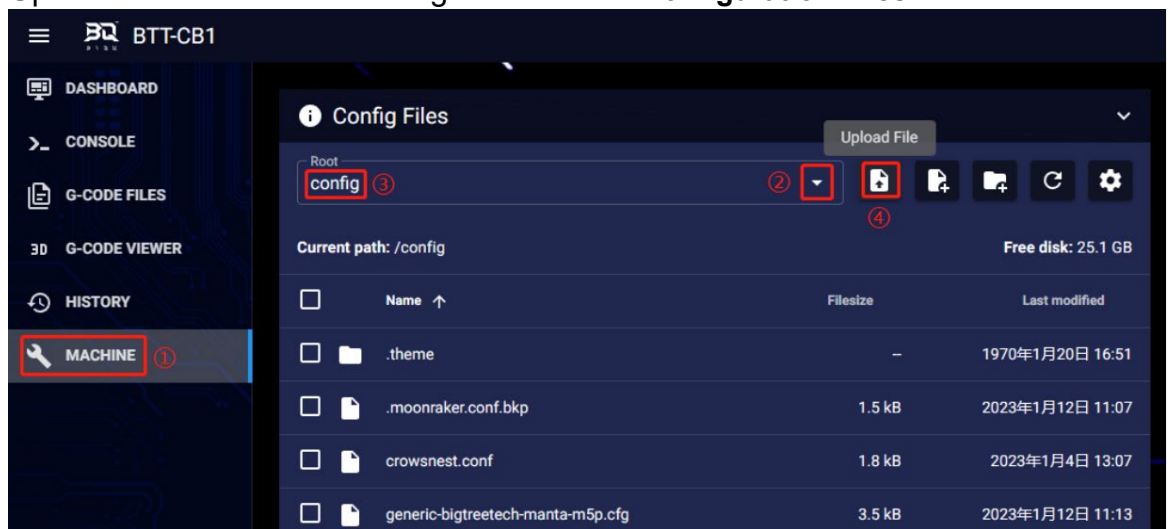 BTT-CB1
DASHBOARD
Config Files
Upload File
CONSOLE
Root
config ③ ②
G-CODE FILES
④
3D G-CODE VIEWER
Current path: /config Free disk: 25.1 GB
HISTORY
Name ↑ Filesize Last modified
MACHINE ①
.theme -- 1970年1月20日 16:51
.moonraker.conf.bkp 1.5 kB 2023年1月12日 11:07
crowsnest.conf 1.8 kB 2023年1月4日 13:07
generic-bigtreetech-manta-m5p.cfg 3.5 kB 2023年1月12日 11:13